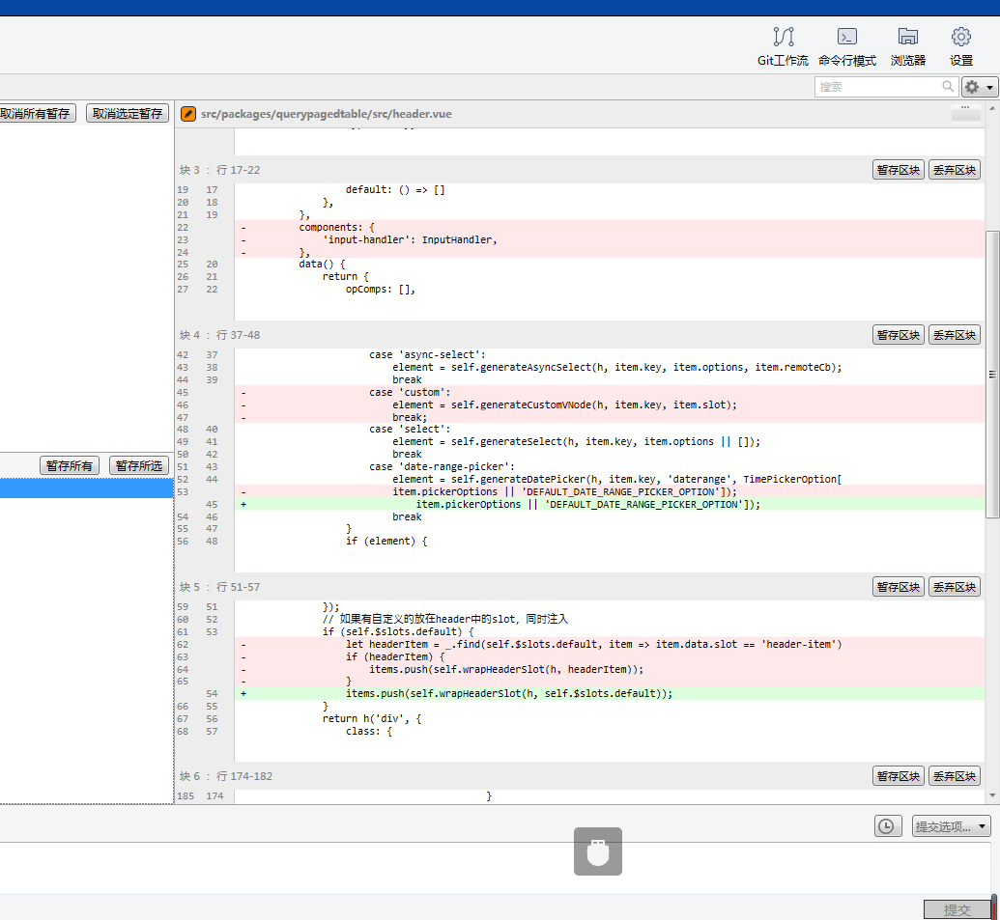 Git工作流 命令行模式 浏览器 设置
搜索
取消所有暂存 取消选定暂存
src/packages/querypagedtable/src/header.vue
...
块 3 : 行 17-22
暂存区块 丢弃区块
19 17 default: () => []
20 18 },
21 19 },
22 - components: {
23 - 'input-handler': InputHandler,
24 - },
25 20 data() {
26 21 return {
27 22 opComps: [],
块 4 : 行 37-48
暂存区块 丢弃区块
42 37 case 'async-select':
43 38 element = self.generateAsyncSelect(h, item.key, item.options, item.remoteCb);
44 39 break
45 - case 'custom':
46 - element = self.generateCustomVNode(h, item.key, item.slot);
47 - break;
48 40 case 'select':
49 41 element = self.generateSelect(h, item.key, item.options || []);
50 42 break
51 43 case 'date-range-picker':
52 44 element = self.generateDatePicker(h, item.key, 'daterange', TimePickerOption[
53 - item.pickerOptions || 'DEFAULT_DATE_RANGE_PICKER_OPTION']);
45 + item.pickerOptions || 'DEFAULT_DATE_RANGE_PICKER_OPTION']);
54 46 break
55 47 }
56 48 if (element) {
暂存所有 暂存所选
块 5 : 行 51-57
暂存区块 丢弃区块
59 51 });
60 52 // 如果有自定义的放在header中的slot，同时注入
61 53 if (self.$slots.default) {
62 - let headerItem = _.find(self.$slots.default, item => item.data.slot == 'header-item')
63 - if (headerItem) {
64 - items.push(self.wrapHeaderSlot(h, headerItem));
65 - }
54 + items.push(self.wrapHeaderSlot(h, self.$slots.default));
66 55 }
67 56 return h('div', {
68 57 class: {
块 6 : 行 174-182
暂存区块 丢弃区块
185 174 }
提交选项...
提交